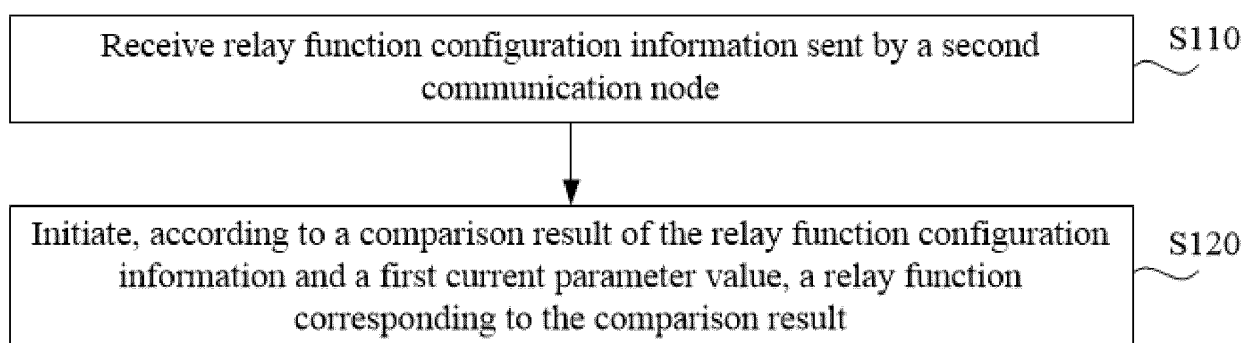 Receive relay function configuration information sent by a second
communication node
S110
Initiate, according to a comparison result of the relay function configuration
information and a first current parameter value, a relay function
corresponding to the comparison result
S120